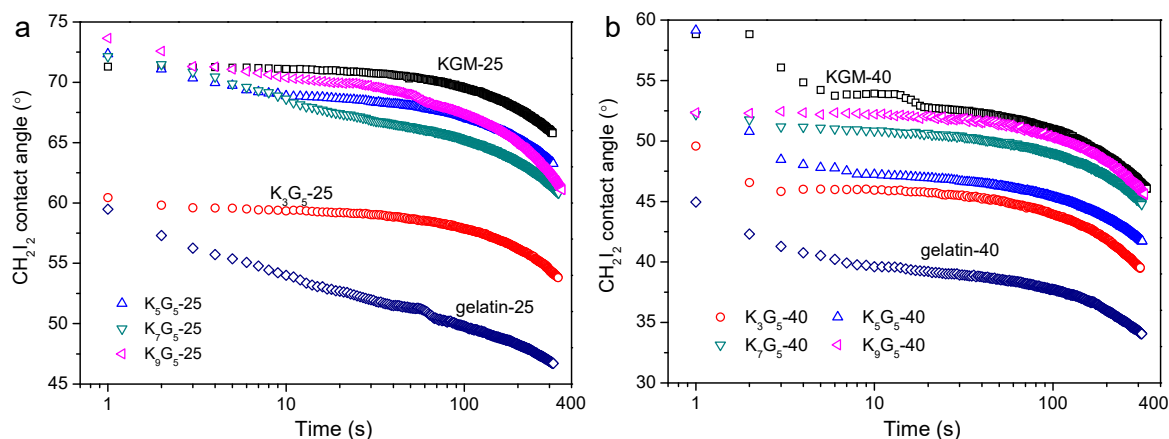 a
75
70
65
60
55
50
45
CH₂I₂ contact angle (°)
KGM-25
K₃G₅-25
gelatin-25
K₅G₅-25
K₇G₅-25
K₉G₅-25
1 10 100 400
Time (s)
b
60
55
50
45
40
35
30
CH₂I₂ contact angle (°)
KGM-40
gelatin-40
K₃G₅-40 K₅G₅-40
K₇G₅-40 K₉G₅-40
1 10 100 400
Time (s)